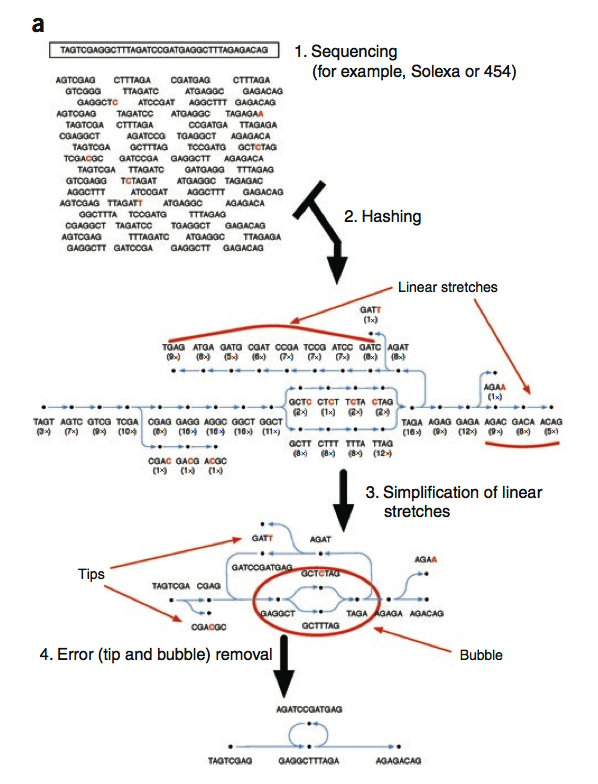 a
TAGTCGAGGCTTTAGATCCGATGAGGCTTTAGAGACAG
1. Sequencing
(for example, Solexa or 454)
AGTCGAG CTTTAGA CGATGAG CTTTAGA
GTCGGG TTAGATC ATGAGGC GAGACAG
GAGGCTC ATCCGAT AGGCTTT GAGACAG
AGTCGAG TAGATCC ATGAGGC TAGAGAA
TAGTCGA CTTTAGA CCGATGA TTAGAGA
CGAGGCT AGATCCG TGAGGCT AGAGACA
TAGTCGA GCTTTAG TCCGATG GCTCTAG
TCGACGC GATCCGA GAGGCTT AGAGACA
TAGTCGA TTAGATC GATGAGG TTTAGAG
GTCGAGG TCTAGAT ATGAGGC TAGAGAC
AGGCTTT ATCCGAT AGGCTTT GAGACAG
AGTCGAG TTAGATT ATGAGGC AGAGACA
GGCTTTA TCCGATG TTTAGAG
CGAGGCT TAGATCC TGAGGCT GAGACAG
AGTCGAG TTTAGATC ATGAGGC TTAGAGA
GAGGCTT GATCCGA GAGGCTT GAGACAG
2. Hashing
Linear stretches
GATT
(1×)
TGAG ATGA GATG CGAT CCGA TCCG ATCC GATC AGAT
(9×) (8×) (5×) (6×) (7×) (7×) (7×) (8×) (8×)
AGAA
(1×)
GCTC CTCT TCTA CTAG
(2×) (1×) (2×) (2×)
TAGT AGTC GTCG TCGA CGAG GAGG AGGC GGCT GGCT TAGA AGAG GAGA AGAC GACA ACAG
(3×) (7×) (9×) (10×) (8×) (16×) (16×) (16×) (11×) (16×) (9×) (12×) (9×) (8×) (5×)
GCTT CTTT TTTA TTAG
(8×) (8×) (8×) (12×)
CGAC GACG ACGC
(1×) (1×) (1×)
3. Simplification of linear
stretches
GATT AGAT
Tips
AGAA
GATCCGATGAG GCTCTAG
TAGTCGA CGAG
GAGGCT TAGA AGAGA AGACAG
CGACGC GCTTTAG
4. Error (tip and bubble) removal
Bubble
AGATCCGATGAG
TAGTCGAG GAGGCTTTAGA AGAGACAG